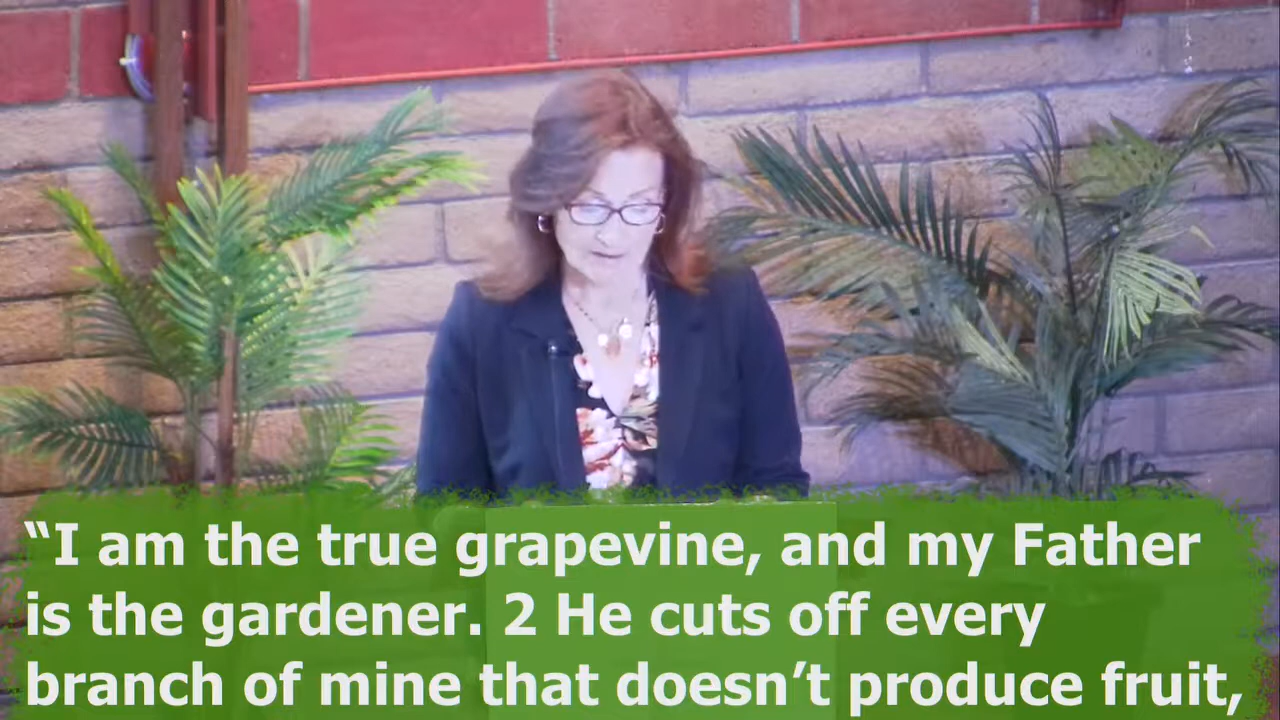 “I am the true grapevine, and my Father
is the gardener. 2 He cuts off every
branch of mine that doesn’t produce fruit,